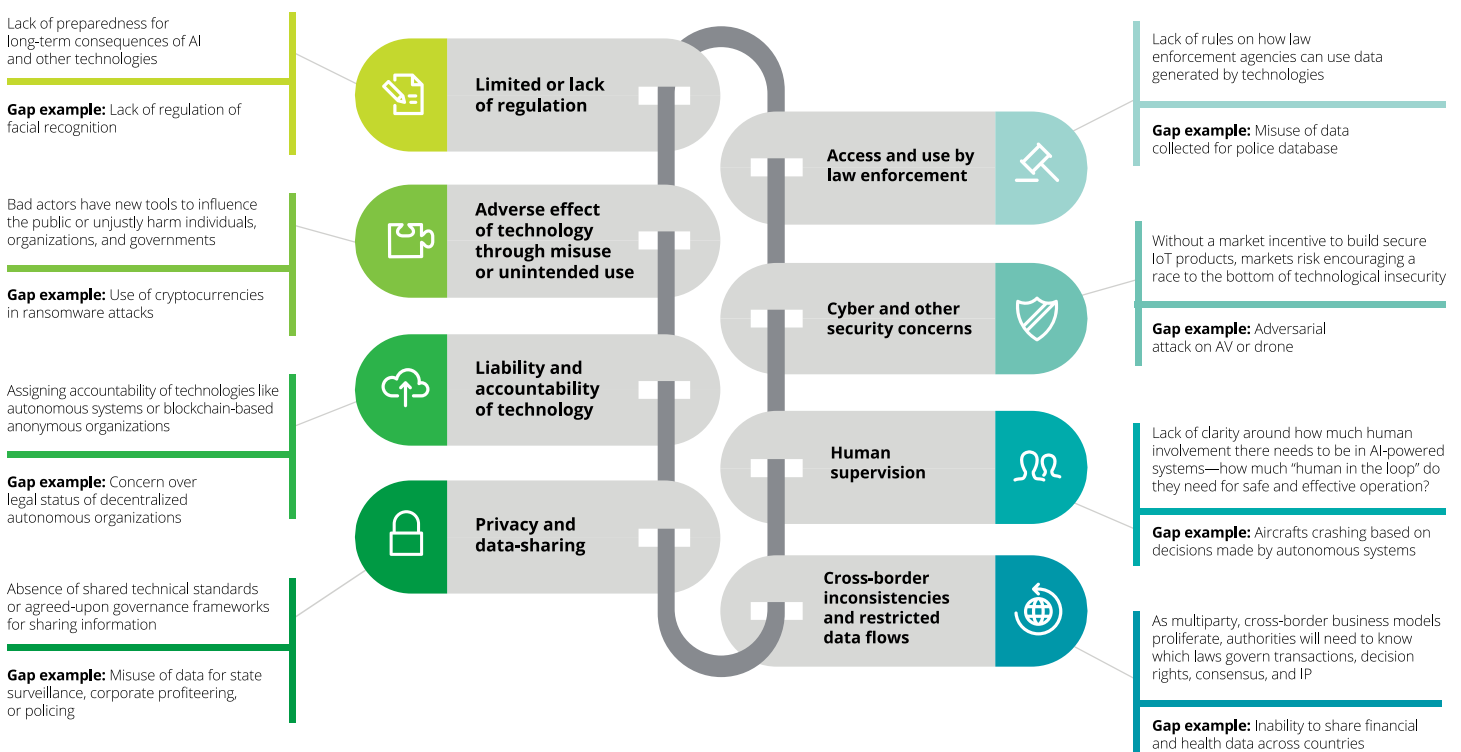 Lack of preparedness for
long-term consequences of AI
and other technologies
Gap example: Lack of regulation of
facial recognition
Limited or lack
of regulation
Bad actors have new tools to influence
the public or unjustly harm individuals,
organizations, and governments
Gap example: Use of cryptocurrencies
in ransomware attacks
Adverse effect
of technology
through misuse
or unintended use
Assigning accountability of technologies like
autonomous systems or blockchain-based
anonymous organizations
Gap example: Concern over
legal status of decentralized
autonomous organizations
Liability and
accountability
of technology
Absence of shared technical standards
or agreed-upon governance frameworks
for sharing information
Gap example: Misuse of data for state
surveillance, corporate profiteering,
or policing
Privacy and
data-sharing
Access and use by
law enforcement
Lack of rules on how law
enforcement agencies can use data
generated by technologies
Gap example: Misuse of data
collected for police database
Cyber and other
security concerns
Without a market incentive to build secure
IoT products, markets risk encouraging a
race to the bottom of technological insecurity
Gap example: Adversarial
attack on AV or drone
Human
supervision
Lack of clarity around how much human
involvement there needs to be in AI-powered
systems—how much “human in the loop” do
they need for safe and effective operation?
Gap example: Aircrafts crashing based on
decisions made by autonomous systems
Cross-border
inconsistencies
and restricted
data flows
As multiparty, cross-border business models
proliferate, authorities will need to know
which laws govern transactions, decision
rights, consensus, and IP
Gap example: Inability to share financial
and health data across countries